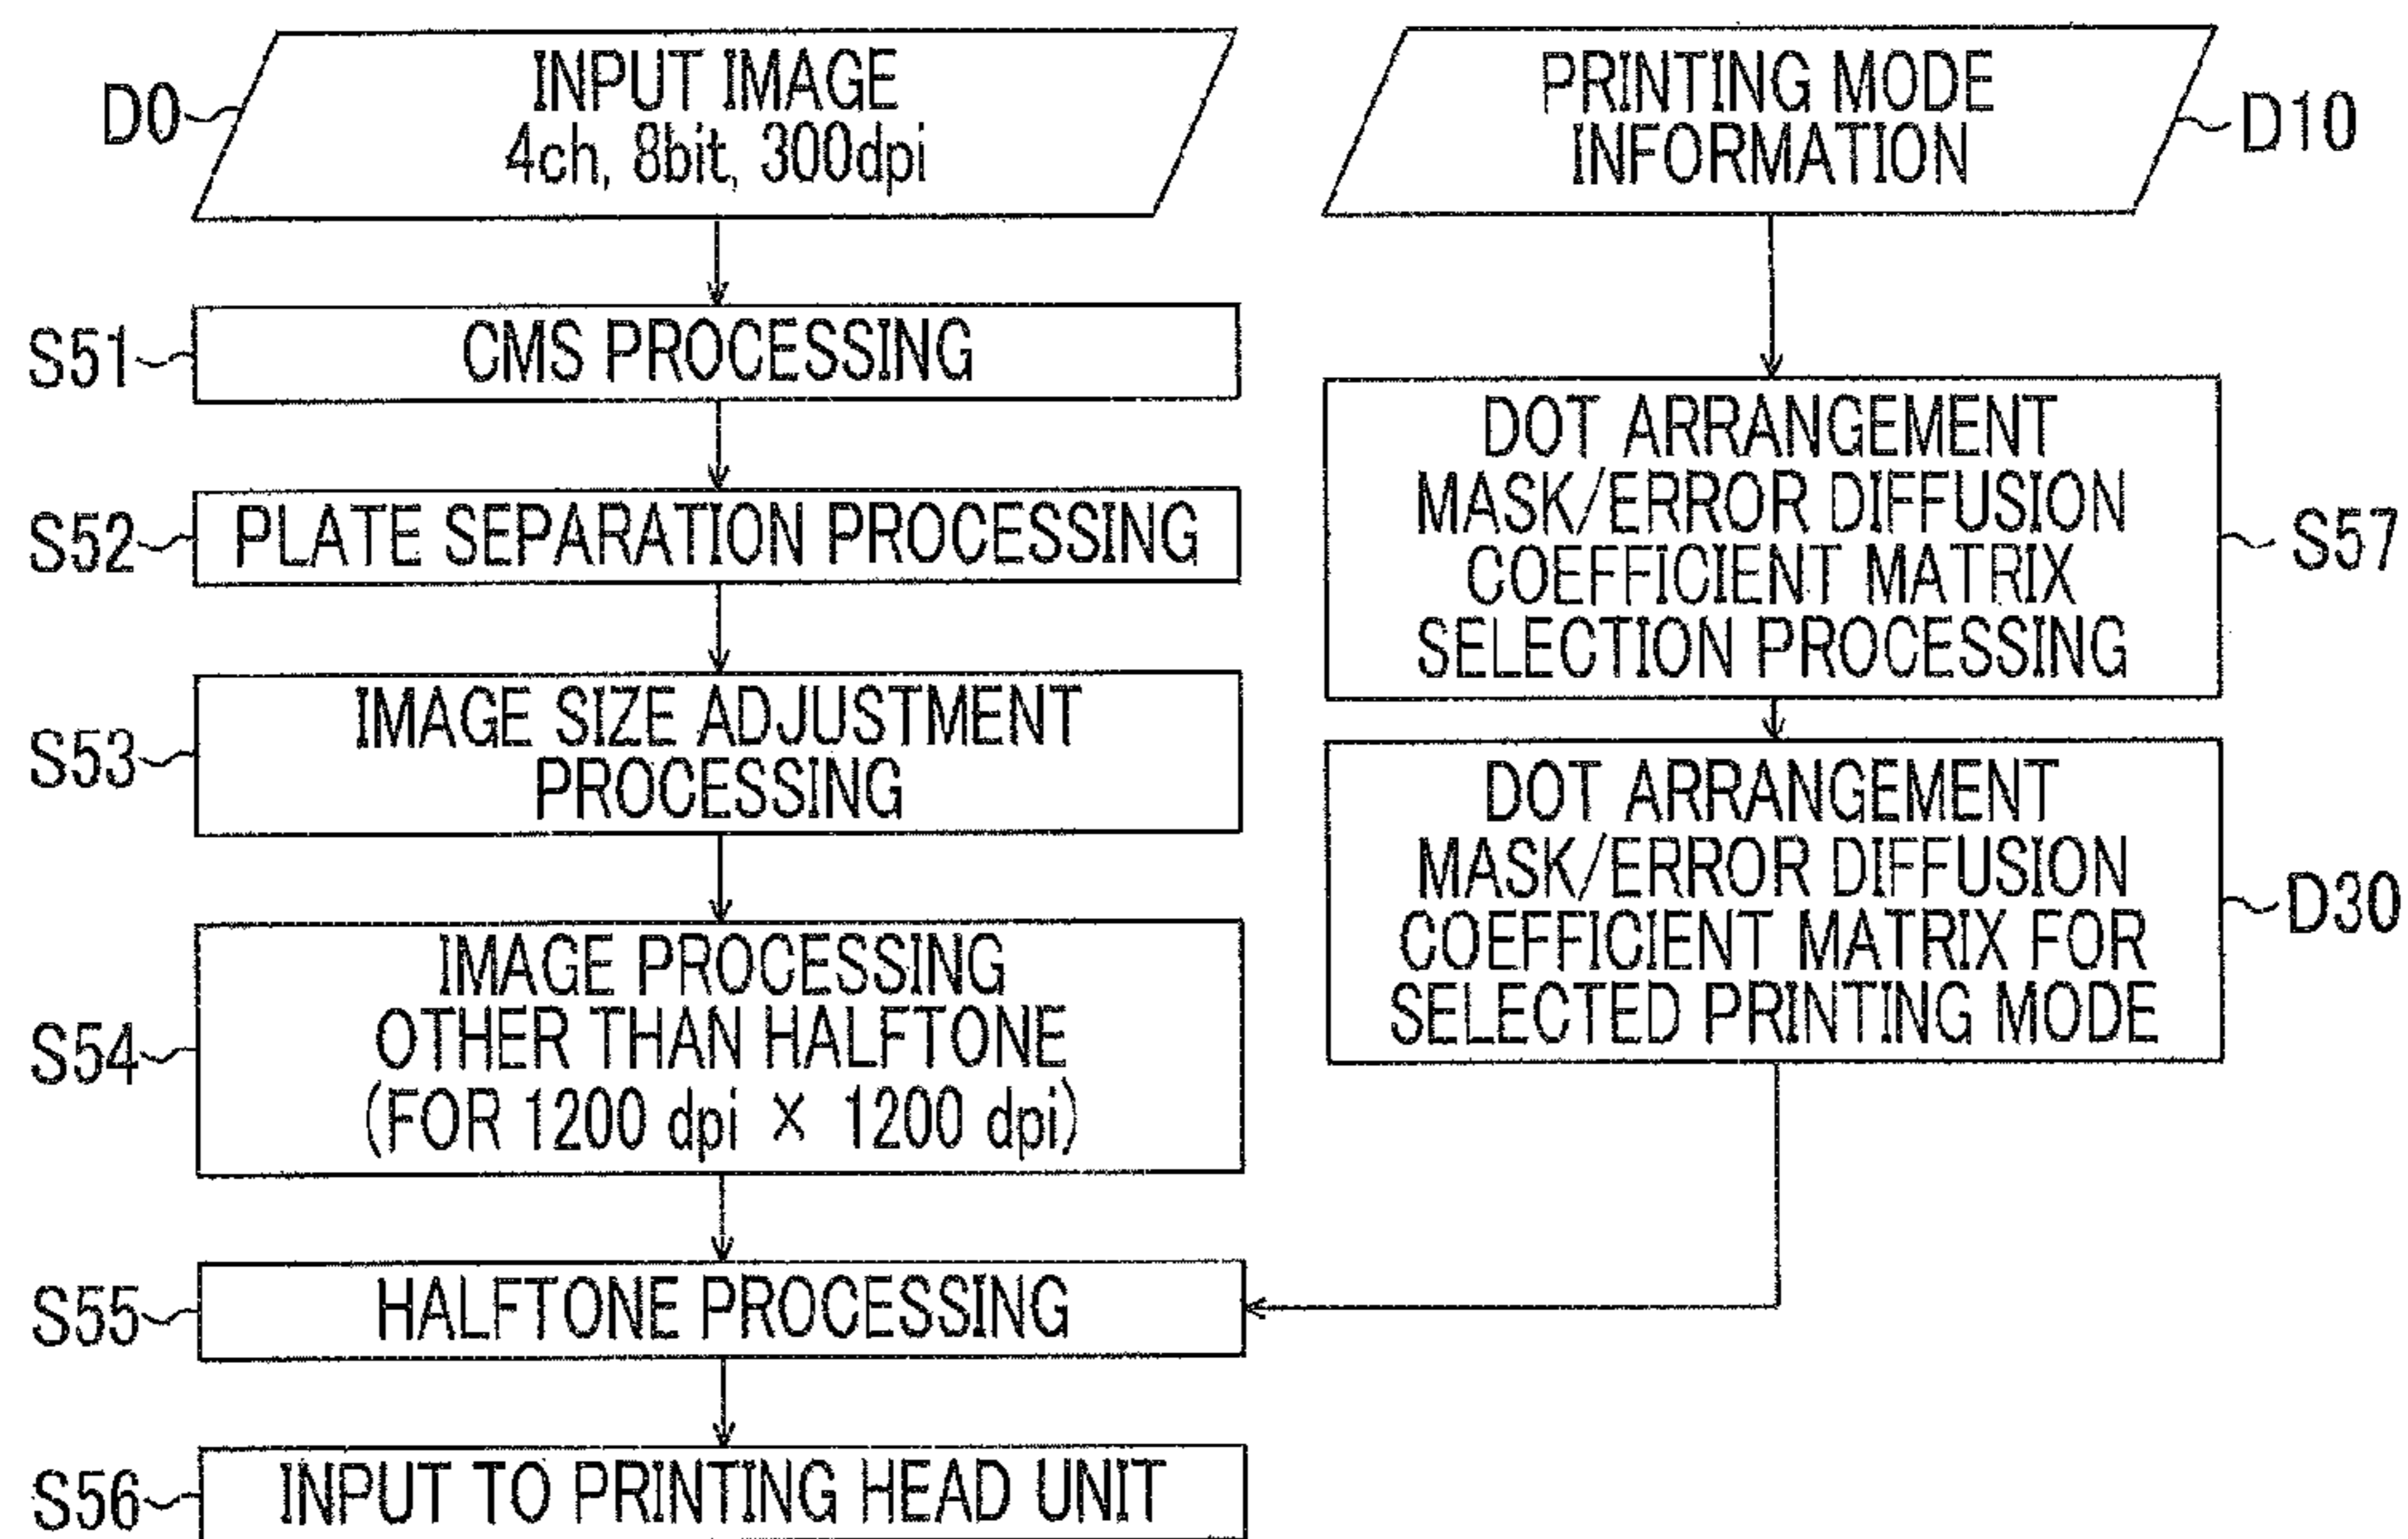 D0
INPUT IMAGE
4ch, 8bit, 300dpi
S51
CMS PROCESSING
S52
PLATE SEPARATION PROCESSING
S53
IMAGE SIZE ADJUSTMENT
PROCESSING
S54
IMAGE PROCESSING
OTHER THAN HALFTONE
(FOR 1200 dpi × 1200 dpi)
S55
HALFTONE PROCESSING
S56
INPUT TO PRINTING HEAD UNIT
PRINTING MODE
INFORMATION
D10
DOT ARRANGEMENT
MASK/ERROR DIFFUSION
COEFFICIENT MATRIX
SELECTION PROCESSING
S57
DOT ARRANGEMENT
MASK/ERROR DIFFUSION
COEFFICIENT MATRIX FOR
SELECTED PRINTING MODE
D30